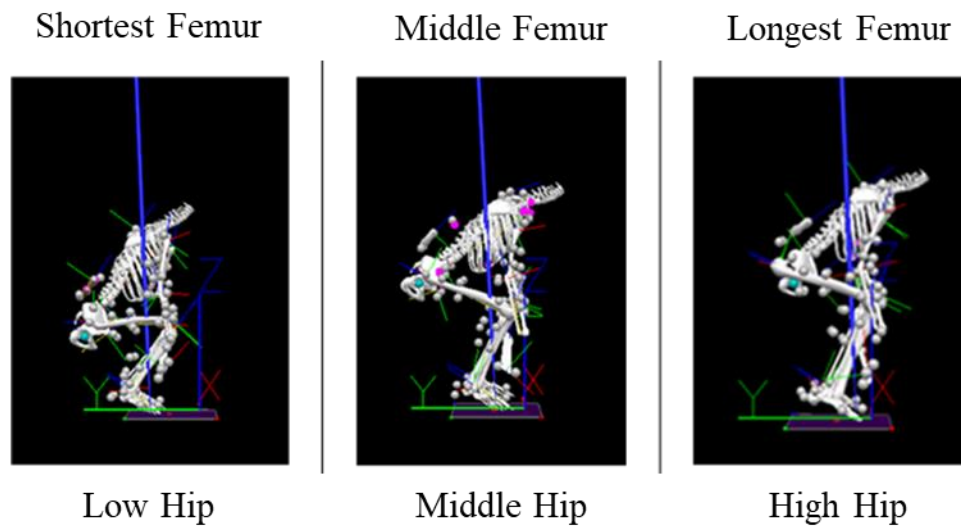 Shortest Femur
Middle Femur
Longest Femur
Y
X
Z
Y
X
Y
X
Low Hip
Middle Hip
High Hip